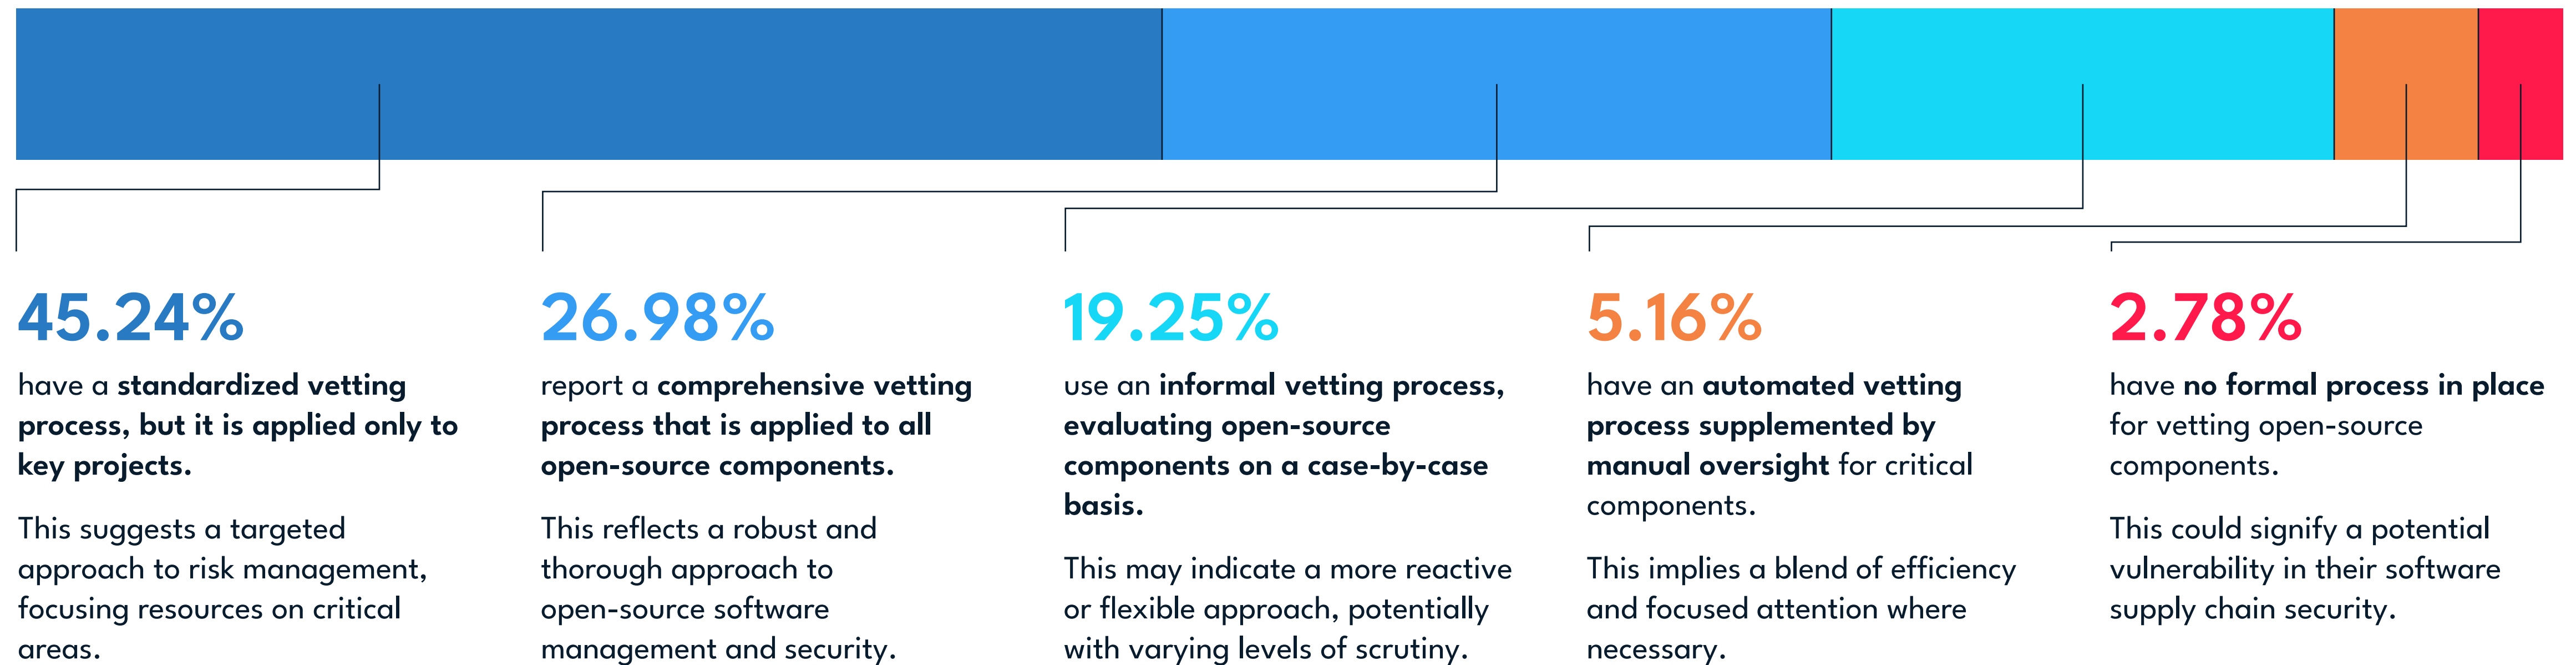 45.24%
have a standardized vetting
process, but it is applied only to
key projects.
This suggests a targeted
approach to risk management,
focusing resources on critical
areas.
26.98%
report a comprehensive vetting
process that is applied to all
open-source components.
This reflects a robust and
thorough approach to
open-source software
management and security.
19.25%
use an informal vetting process,
evaluating open-source
components on a case-by-case
basis.
This may indicate a more reactive
or flexible approach, potentially
with varying levels of scrutiny.
5.16%
have an automated vetting
process supplemented by
manual oversight for critical
components.
This implies a blend of efficiency
and focused attention where
necessary.
2.78%
have no formal process in place
for vetting open-source
components.
This could signify a potential
vulnerability in their software
supply chain security.